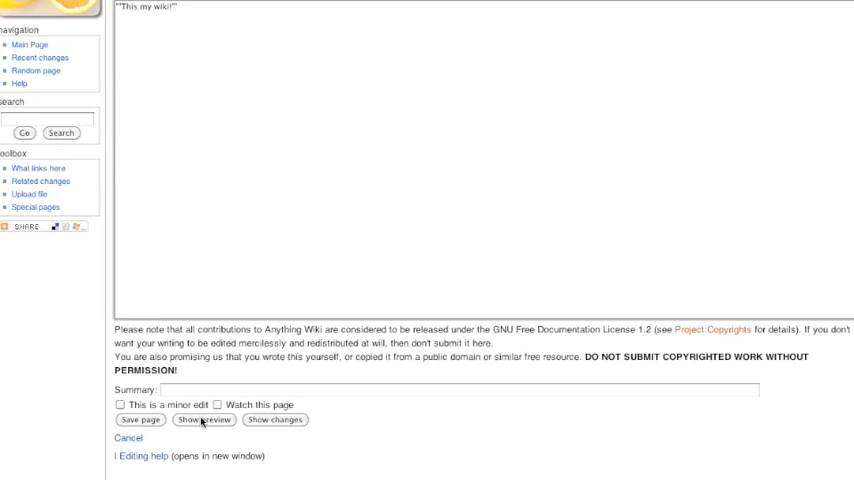 '''This my wiki!'''
navigation
Main Page
Recent changes
Random page
Help
search
Go Search
toolbox
What links here
Related changes
Upload file
Special pages
SHARE
Please note that all contributions to Anything Wiki are considered to be released under the GNU Free Documentation License 1.2 (see Project:Copyrights for details). If you don't
want your writing to be edited mercilessly and redistributed at will, then don't submit it here.
You are also promising us that you wrote this yourself, or copied it from a public domain or similar free resource. DO NOT SUBMIT COPYRIGHTED WORK WITHOUT
PERMISSION!
Summary:
This is a minor edit Watch this page
Save page Show preview Show changes
Cancel
| Editing help (opens in new window)